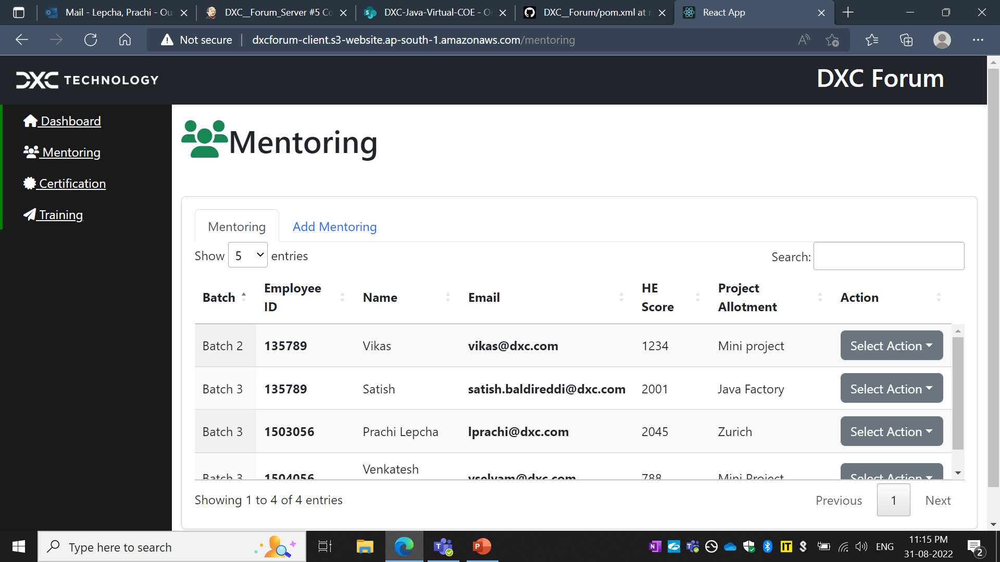 Mail - Lepcha, Prachi - Ou
DXC__Forum_Server #5 Co
DXC-Java-Virtual-COE - O
DXC__Forum/pom.xml at
React App
Not secure
dxcforum-client.s3-website.ap-south-1.amazonaws.com/mentoring
DXC TECHNOLOGY
DXC Forum
Dashboard
Mentoring
Certification
Training
Mentoring
Mentoring
Add Mentoring
Show 5 entries
Search:
Batch
Employee ID
Name
Email
HE Score
Project Allotment
Action
Batch 2 135789 Vikas vikas@dxc.com 1234 Mini project Select Action
Batch 3 135789 Satish satish.baldireddi@dxc.com 2001 Java Factory Select Action
Batch 3 1503056 Prachi Lepcha lprachi@dxc.com 2045 Zurich Select Action
Batch 3 1504056 Venkatesh vselvam@dxc.com 788 Mini Project Select Action
Showing 1 to 4 of 4 entries
Previous 1 Next
Type here to search
ENG
11:15 PM
31-08-2022
2